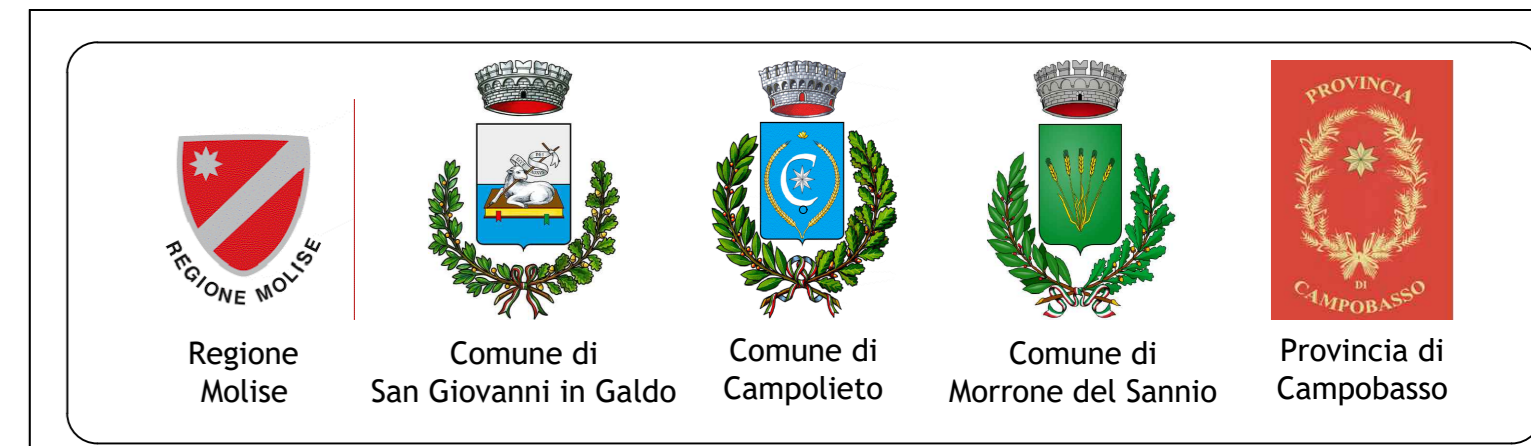 REGIONE MOLISE
Regione
Molise
Comune di
San Giovanni in Galdo
C
Comune di
Campolieto
Comune di
Morrone del Sannio
PROVINCIA
DI
CAMPOBASSO
Provincia di
Campobasso